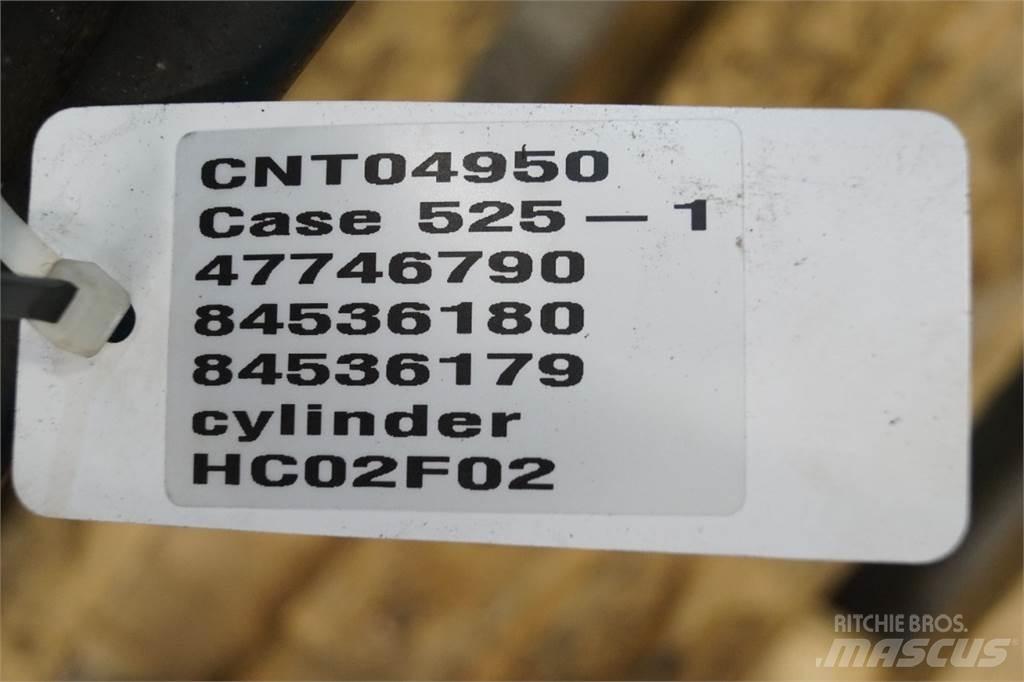 CNT04950
Case 525 — 1
47746790
84536180
84536179
cylinder
HC02F02
RITCHIE BROS.
MASCUS